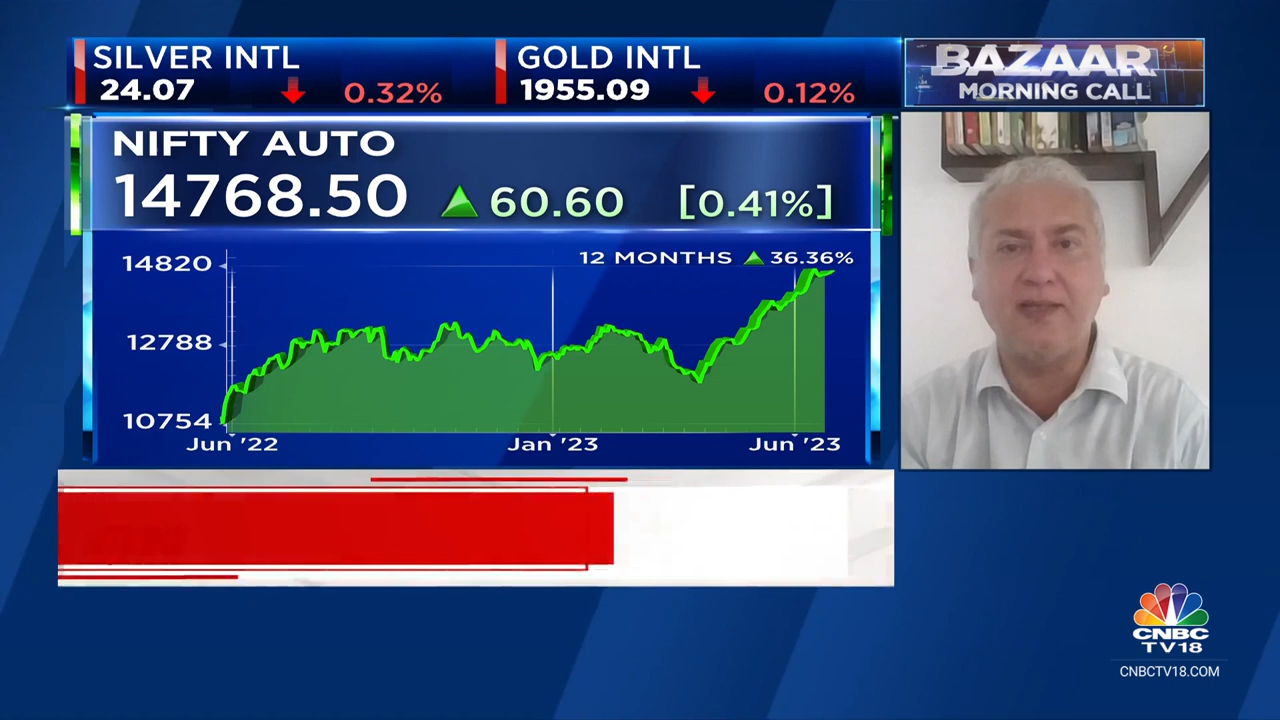 SILVER INTL
24.07 0.32%
GOLD INTL
1955.09 0.12%
BAZAAR
MORNING CALL
NIFTY AUTO
14768.50 60.60 [0.41%]
12 MONTHS 36.36%
14820
12788
10754
Jun '22 Jan '23 Jun '23
CNBC
TV18
CNBCTV18.COM